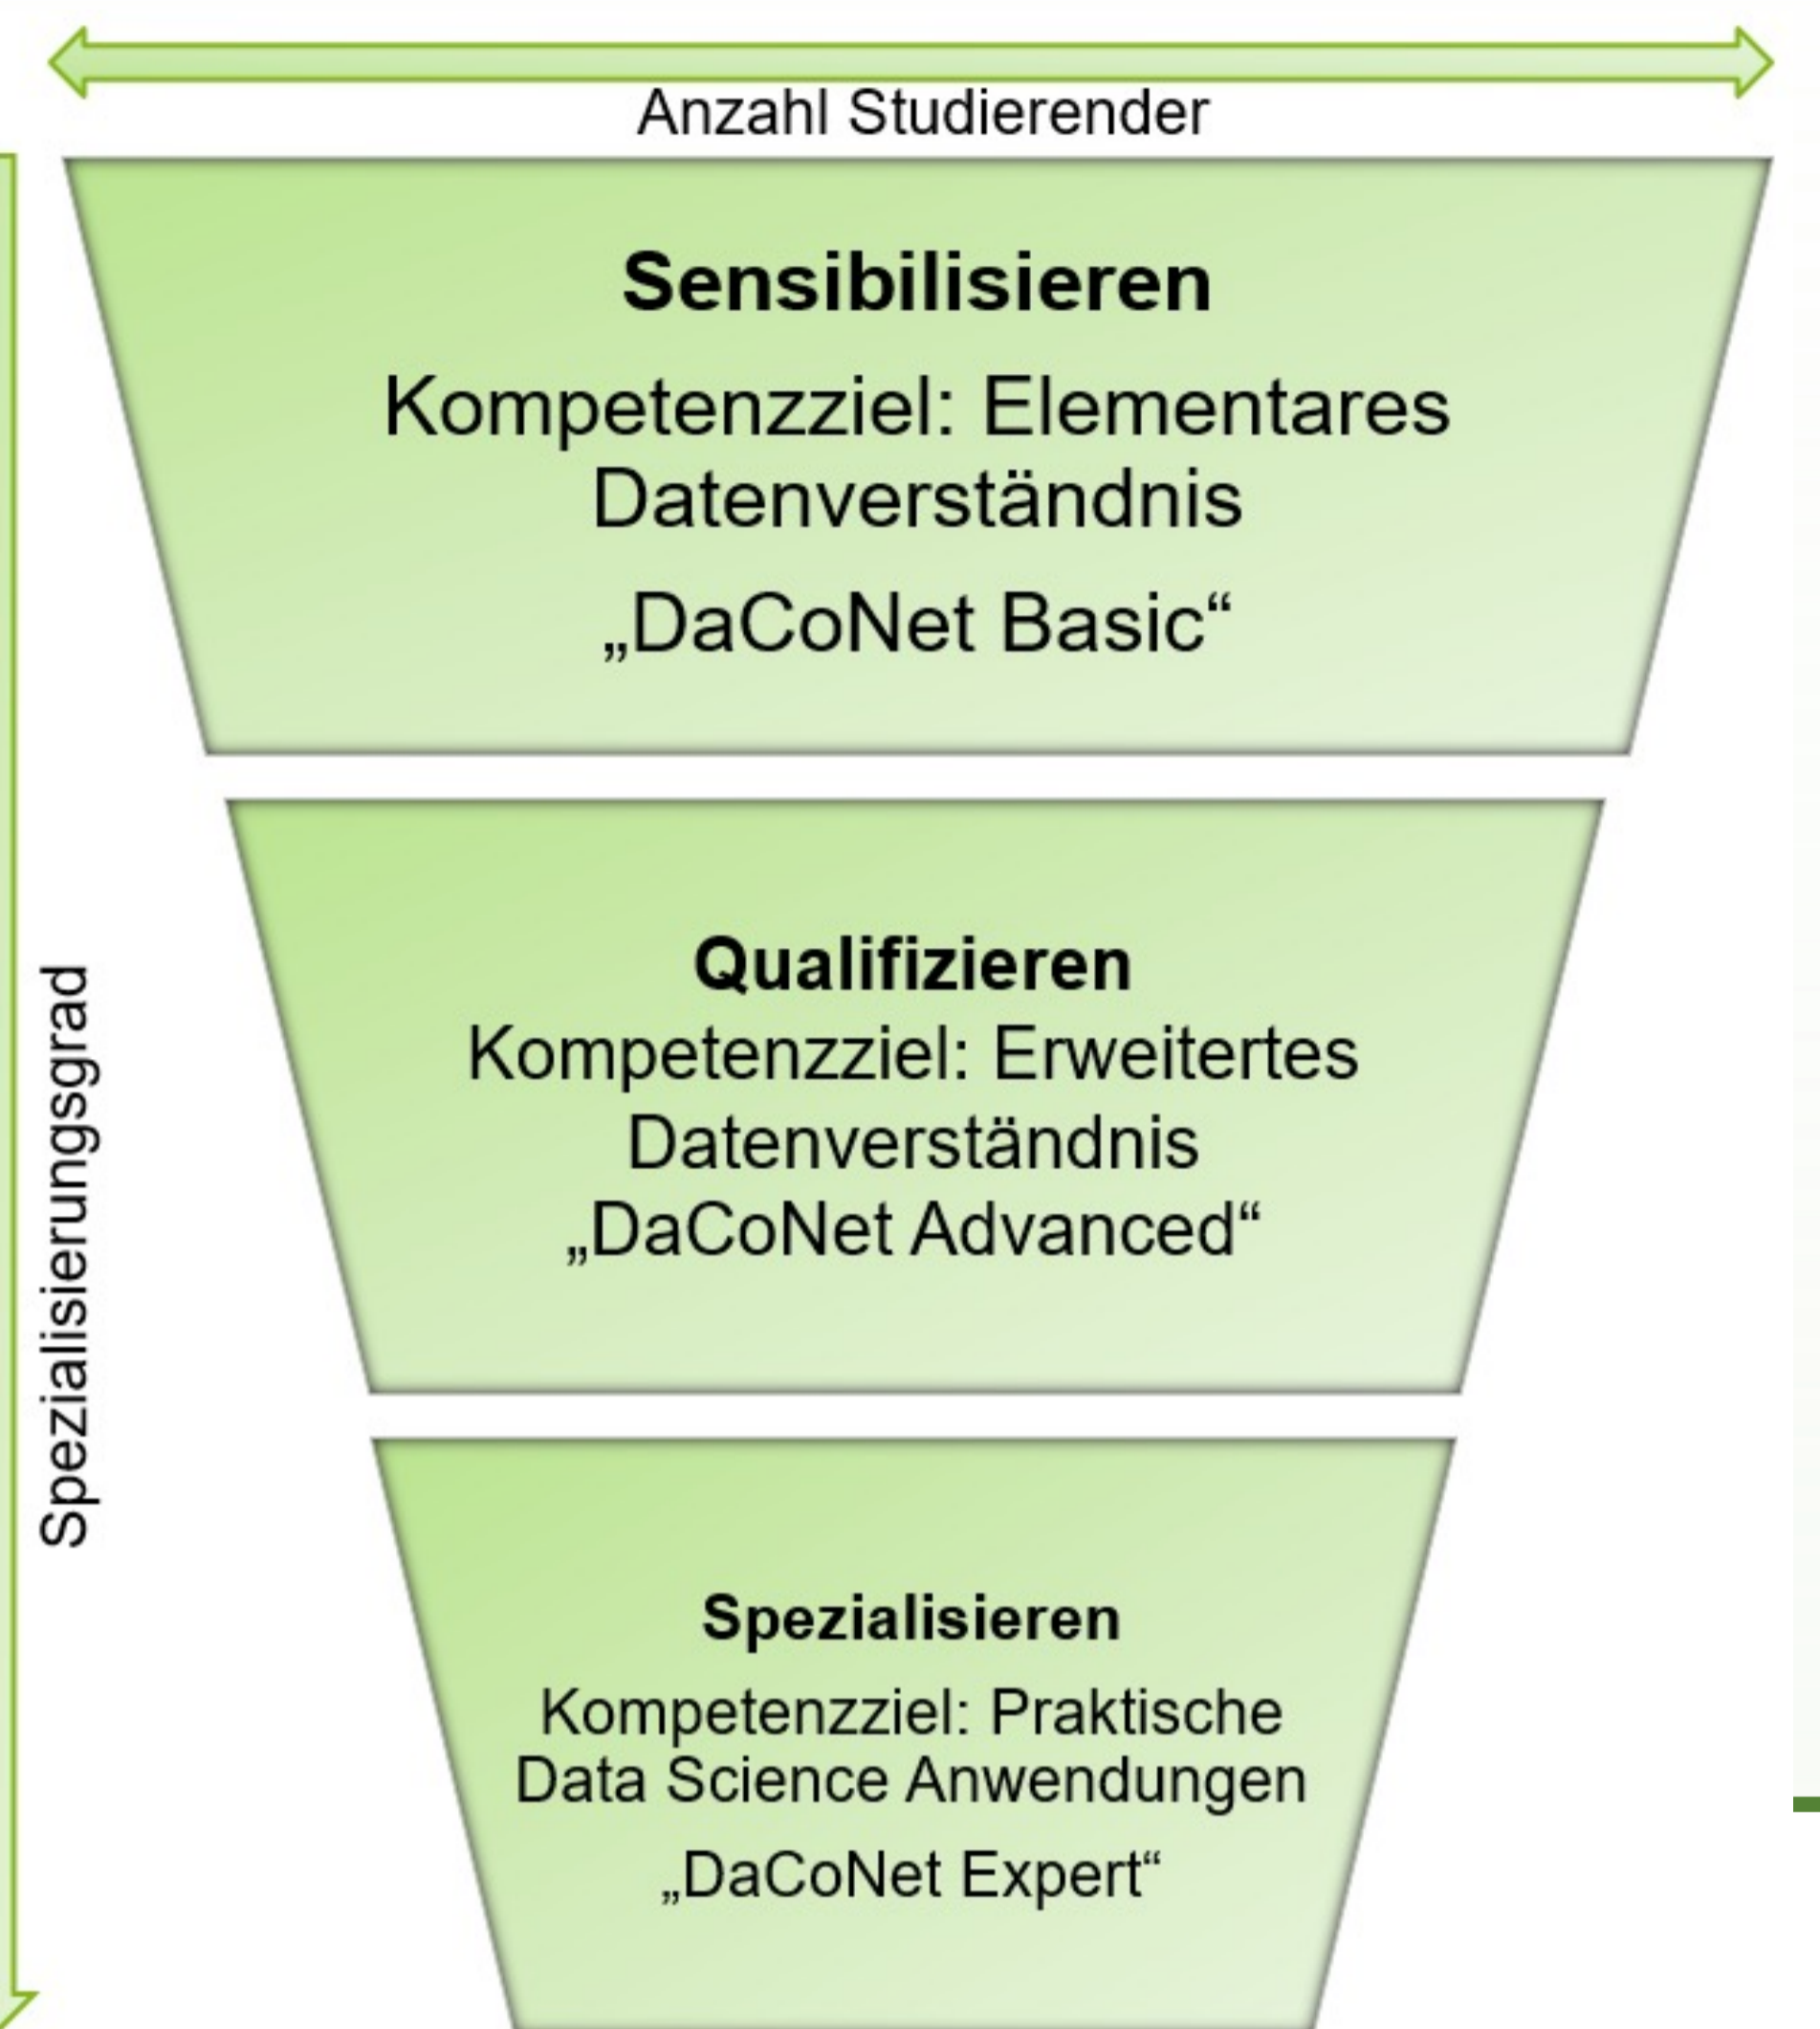 Anzahl Studierender
Sensibilisieren
Kompetenzziel: Elementares
Datenverständnis
„DaCoNet Basic“
Spezialisierungsgrad
Qualifizieren
Kompetenzziel: Erweitertes
Datenverständnis
„DaCoNet Advanced“
Spezialisieren
Kompetenzziel: Praktische
Data Science Anwendungen
„DaCoNet Expert“